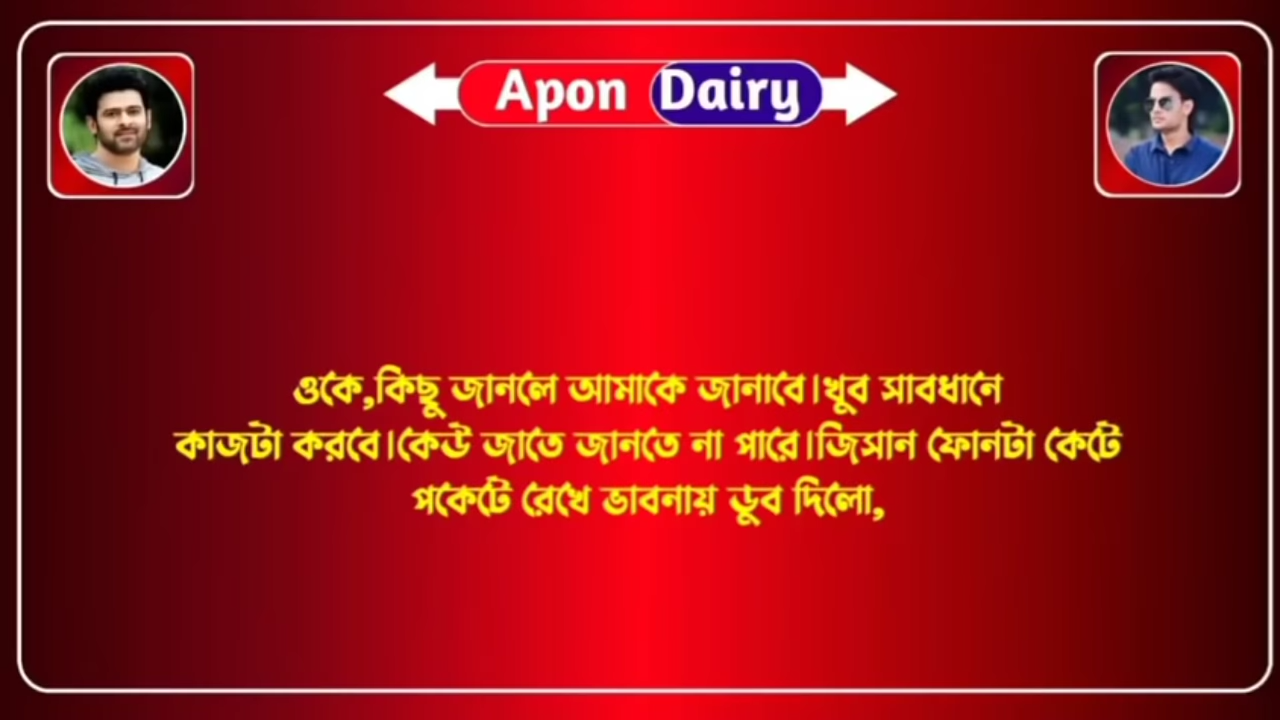 Apon Dairy
ওকে,কিছু জানলে আমাকে জানাবে।খুব সাবধানে
কাজটা করবে।কেউ জাতে জানতে না পারে।জিসান ফোনটা কেটে
পকেটে রেখে ভাবনায় ডুব দিলো,